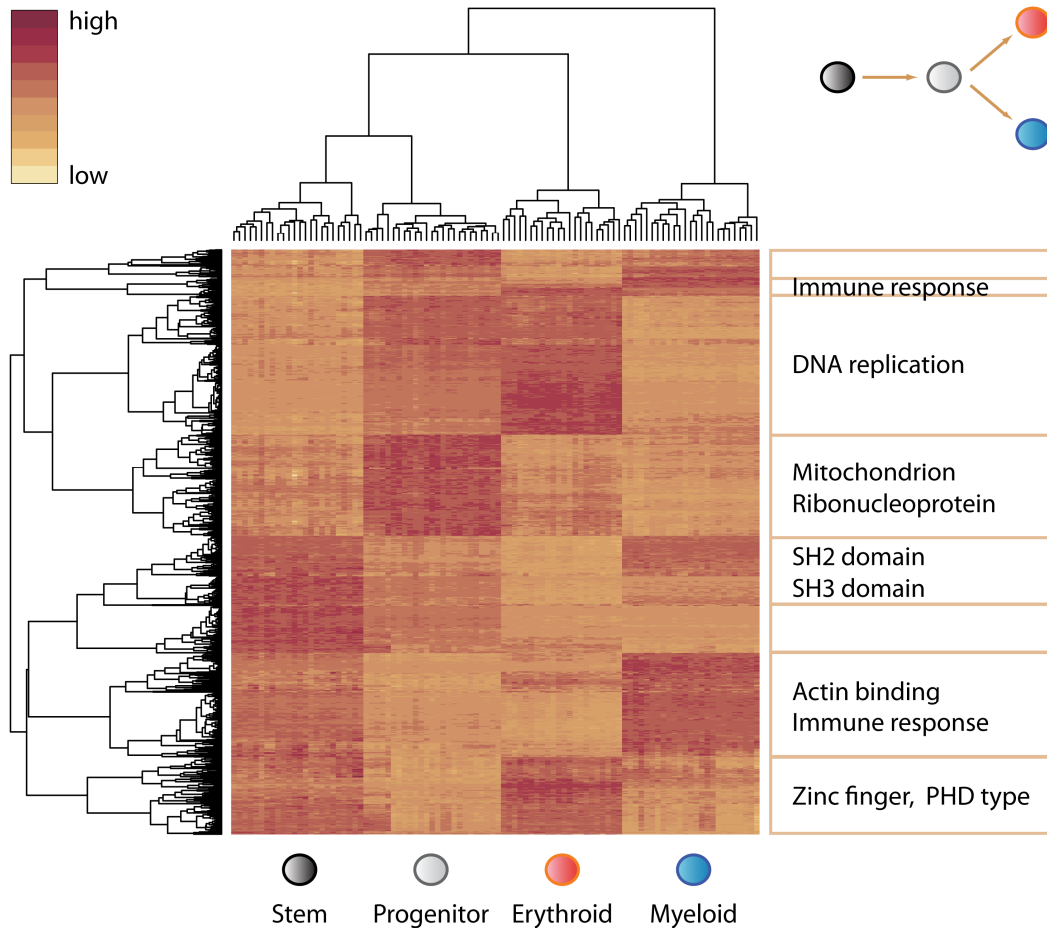 high
low
Immune response
DNA replication
Mitochondrion
Ribonucleoprotein
SH2 domain
SH3 domain
Actin binding
Immune response
Zinc finger, PHD type
Stem
Progenitor
Erythroid
Myeloid